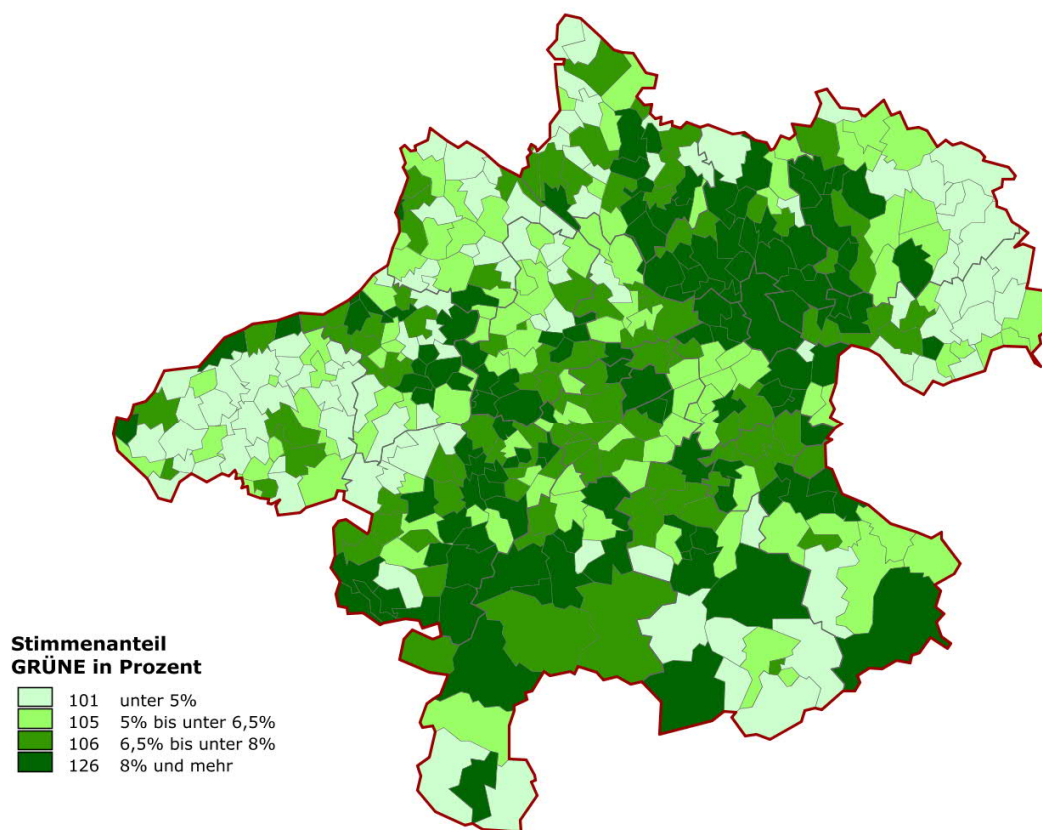 Stimmenanteil
GRÜNE in Prozent
101 unter 5%
105 5% bis unter 6,5%
106 6,5% bis unter 8%
126 8% und mehr